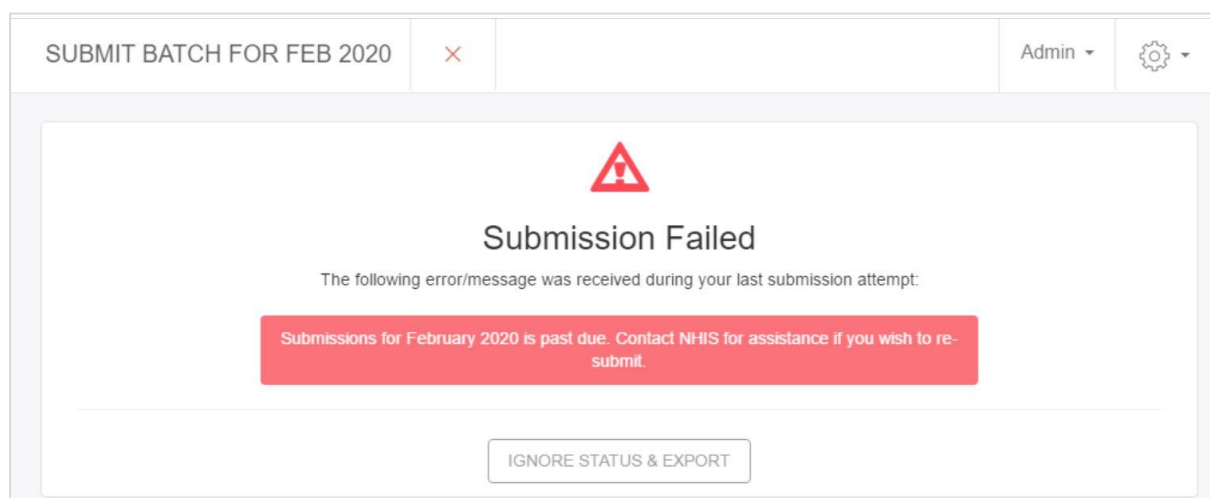 SUBMIT BATCH FOR FEB 2020
Admin
Submission Failed
The following error/message was received during your last submission attempt:
Submissions for February 2020 is past due. Contact NHIS for assistance if you wish to re-
submit.
IGNORE STATUS & EXPORT